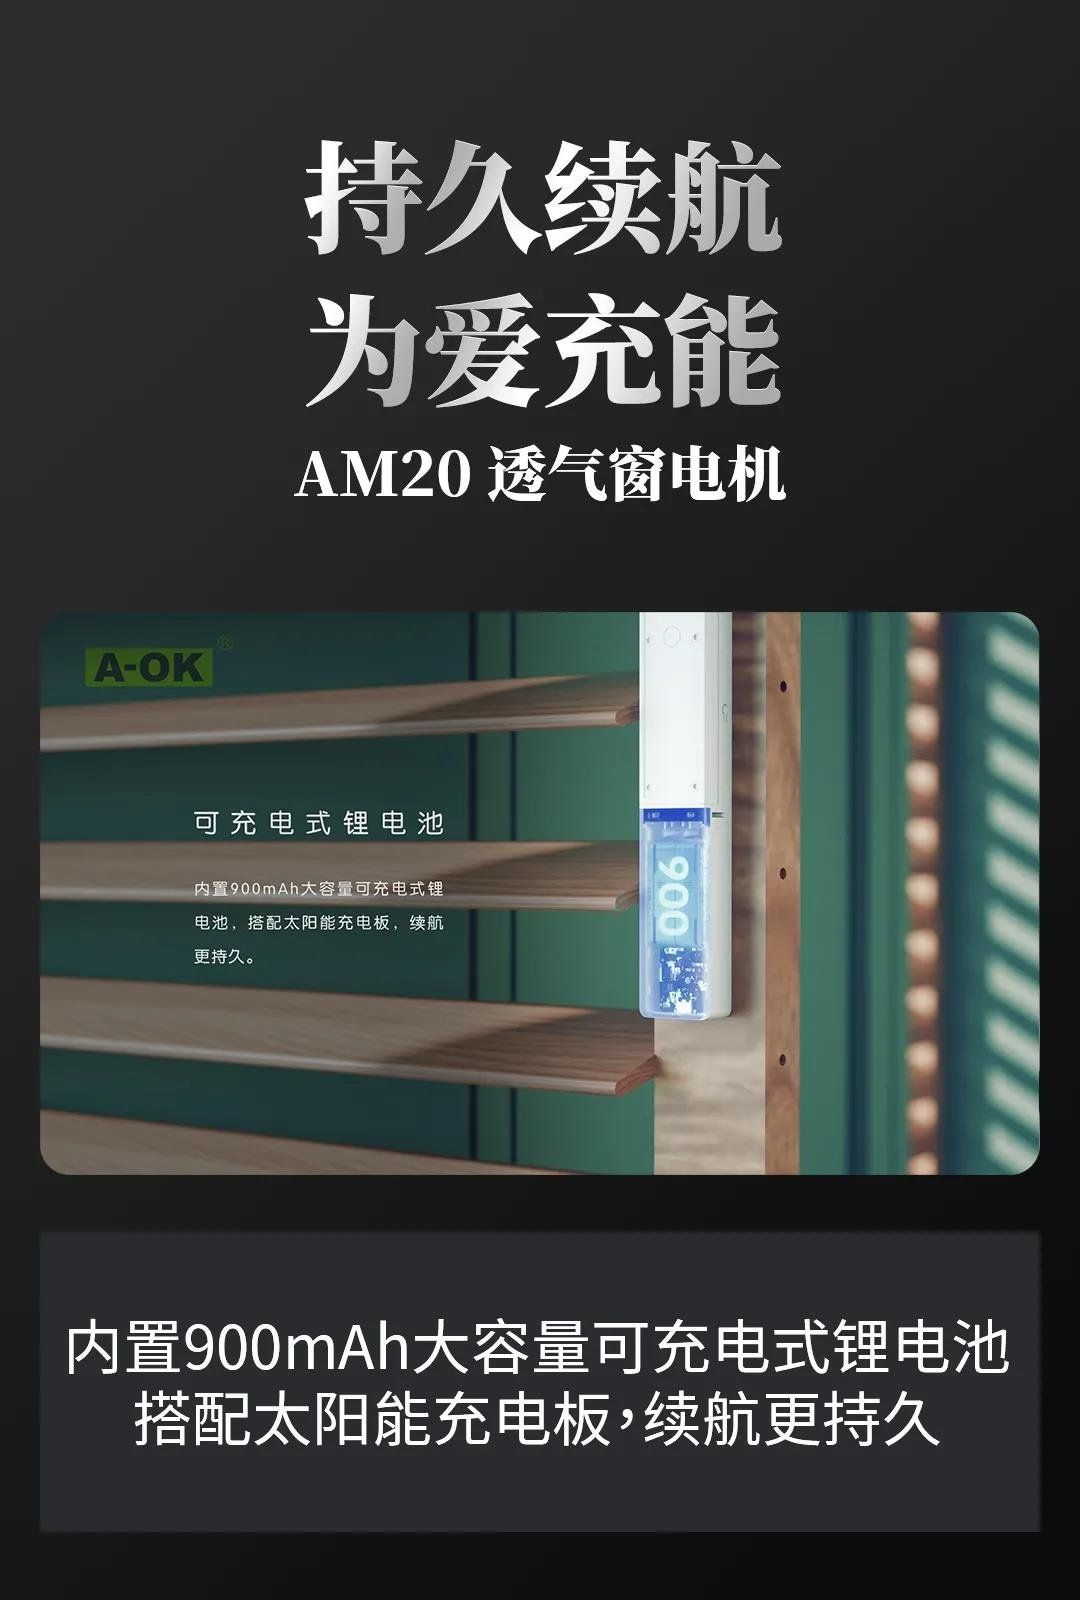 持久续航
为爱充能
AM20 透气窗电机
A-OK®
可充电式锂电池
内置900mAh大容量可充电式锂
电池，搭配太阳能充电板，续航
更持久。
900
内置900mAh大容量可充电式锂电池
搭配太阳能充电板，续航更持久